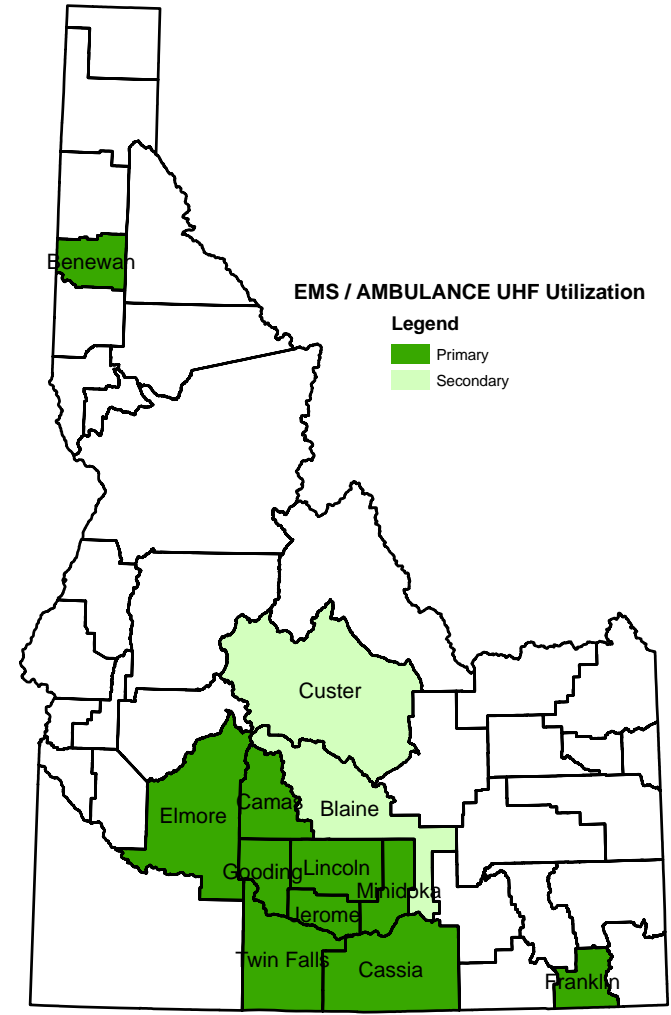 Benewah
EMS / AMBULANCE UHF Utilization
Legend
Primary
Secondary
Custer
Camas
Blaine
Elmore
Gooding
Lincoln
Minidoka
Jerome
Twin Falls
Cassia
Franklin